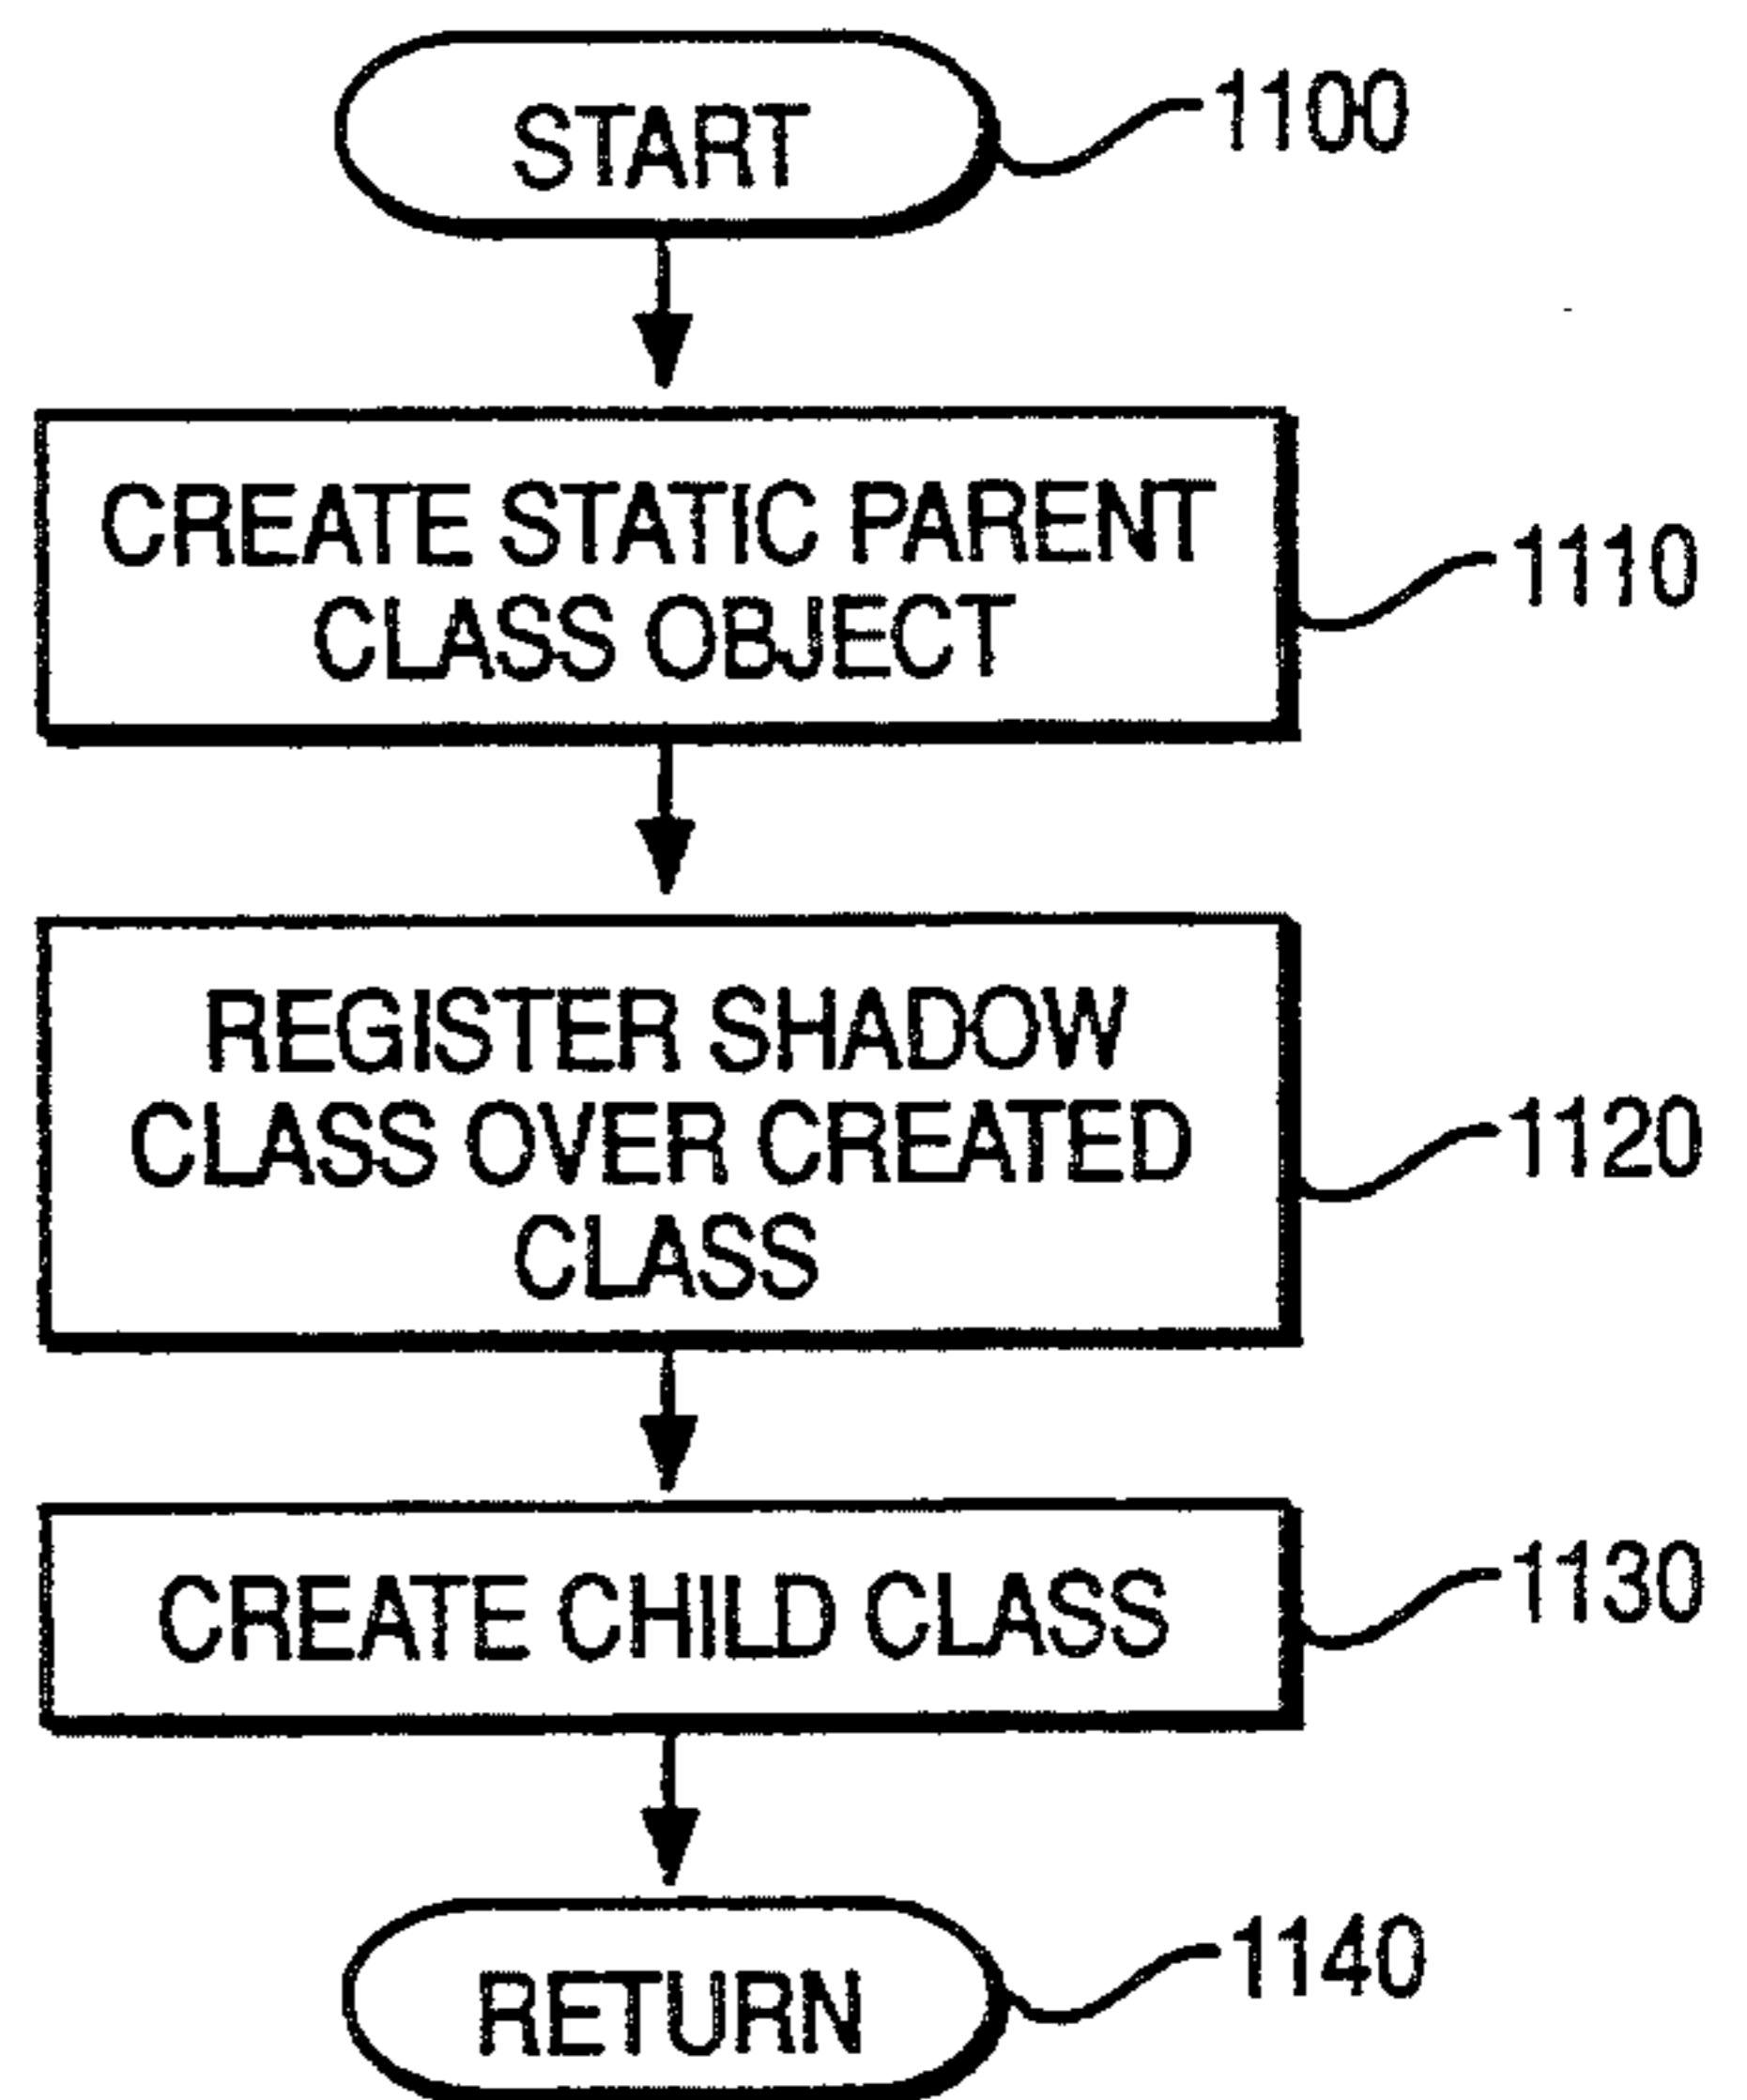 START
1100
CREATE STATIC PARENT
CLASS OBJECT
1110
REGISTER SHADOW
CLASS OVER CREATED
CLASS
1120
CREATE CHILD CLASS
1130
RETURN
1140